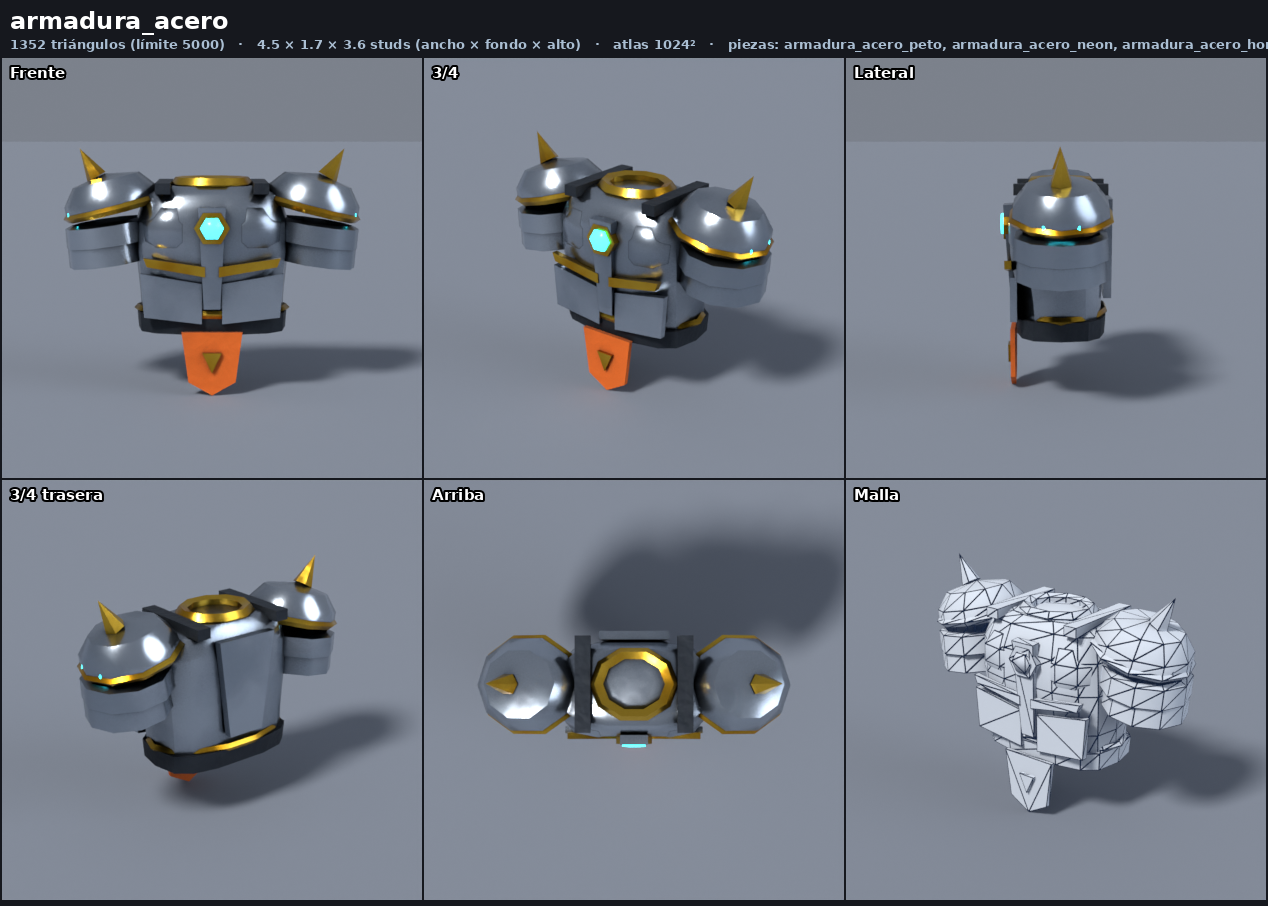 armadura_acero
1352 triángulos (límite 5000) · 4.5 × 1.7 × 3.6 studs (ancho × fondo × alto) · atlas 1024² · piezas: armadura_acero_peto, armadura_acero_neon, armadura_acero_hor
Frente
3/4
Lateral
3/4 trasera
Arriba
Malla